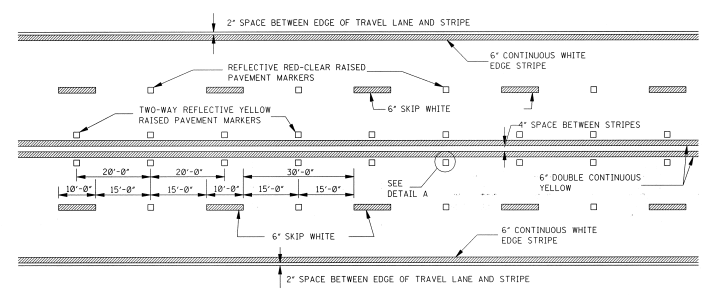 2" SPACE BETWEEN EDGE OF TRAVEL LANE AND STRIPE
6" CONTINUOUS WHITE
EDGE STRIPE
REFLECTIVE RED-CLEAR RAISED
PAVEMENT MARKERS
6" SKIP WHITE
TWO-WAY REFLECTIVE YELLOW
RAISED PAVEMENT MARKERS
4" SPACE BETWEEN STRIPES
20'-0" 20'-0" 30'-0"
10'-0" 15'-0" 15'-0" 10'-0" 15'-0" 15'-0"
SEE
DETAIL A
6" DOUBLE CONTINUOUS
YELLOW
6" SKIP WHITE
6" CONTINUOUS WHITE
EDGE STRIPE
2" SPACE BETWEEN EDGE OF TRAVEL LANE AND STRIPE